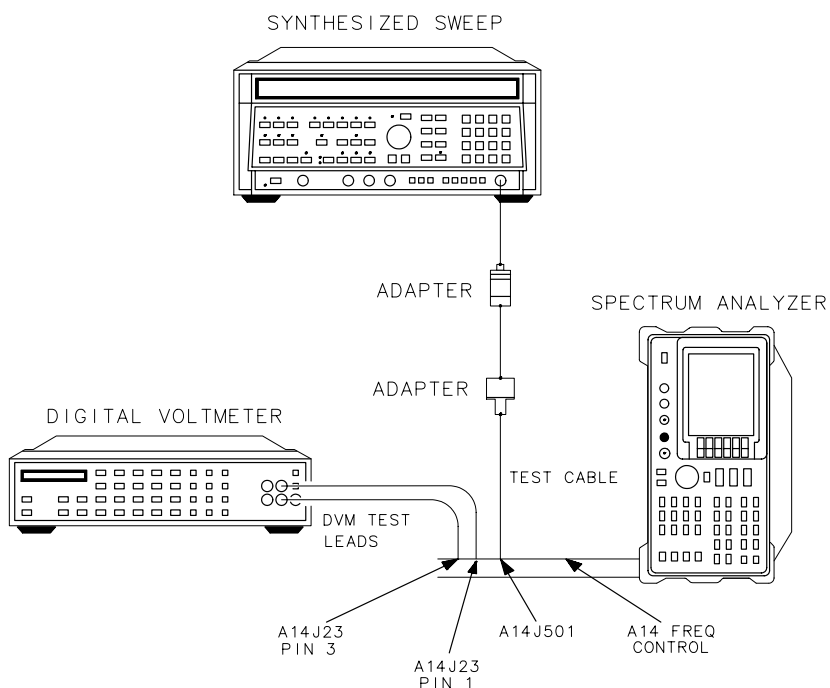 SYNTHESIZED SWEEP
ADAPTER
SPECTRUM ANALYZER
ADAPTER
DIGITAL VOLTMETER
TEST CABLE
DVM TEST
LEADS
A14J23
PIN 3
A14J23
PIN 1
A14J501
A14 FREQ
CONTROL